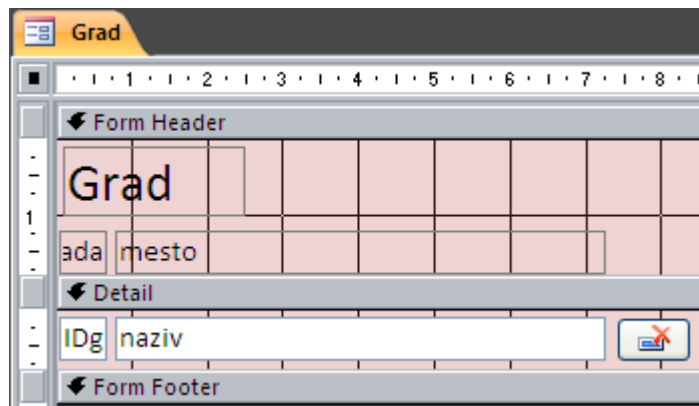 Grad
1 2 3 4 5 6 7 8
Form Header
Grad
1
ada mesto
Detail
IDg naziv
Form Footer